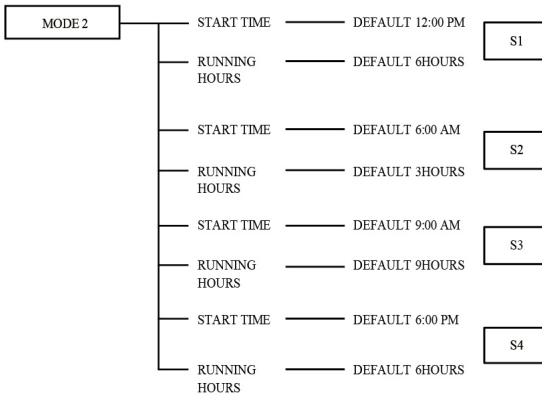 MODE 2
START TIME DEFAULT 12:00 PM
S1
RUNNING HOURS DEFAULT 6HOURS
START TIME DEFAULT 6:00 AM
S2
RUNNING HOURS DEFAULT 3HOURS
START TIME DEFAULT 9:00 AM
S3
RUNNING HOURS DEFAULT 9HOURS
START TIME DEFAULT 6:00 PM
S4
RUNNING HOURS DEFAULT 6HOURS